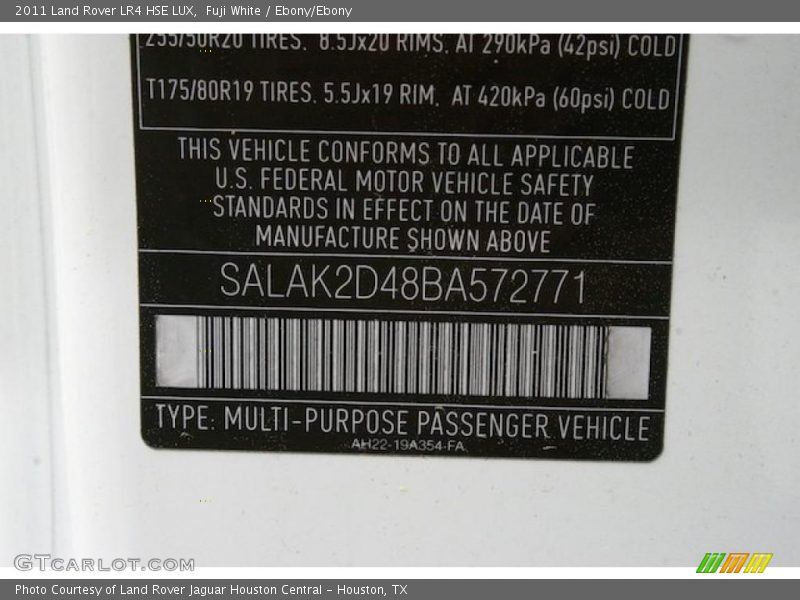 2011 Land Rover LR4 HSE LUX, Fuji White / Ebony/Ebony
255/50R20 TIRES. 8.5Jx20 RIMS. AT 290kPa (42psi) COLD
T175/80R19 TIRES. 5.5Jx19 RIM. AT 420kPa (60psi) COLD
THIS VEHICLE CONFORMS TO ALL APPLICABLE
U.S. FEDERAL MOTOR VEHICLE SAFETY
STANDARDS IN EFFECT ON THE DATE OF
MANUFACTURE SHOWN ABOVE
SALAK2D48BA572771
TYPE: MULTI-PURPOSE PASSENGER VEHICLE
AH22-19A354-FA
GTCARLOT.COM
Photo Courtesy of Land Rover Jaguar Houston Central - Houston, TX